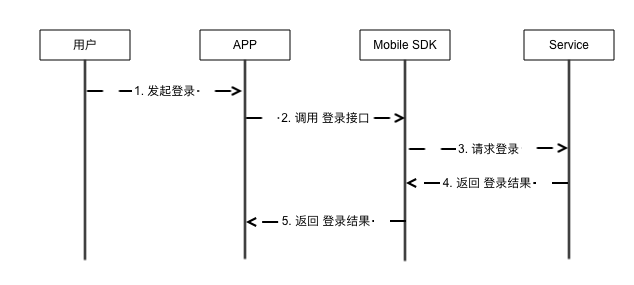 用户
APP
Mobile SDK
Service
1. 发起登录
2. 调用 登录接口
3. 请求登录
4. 返回 登录结果
5. 返回 登录结果